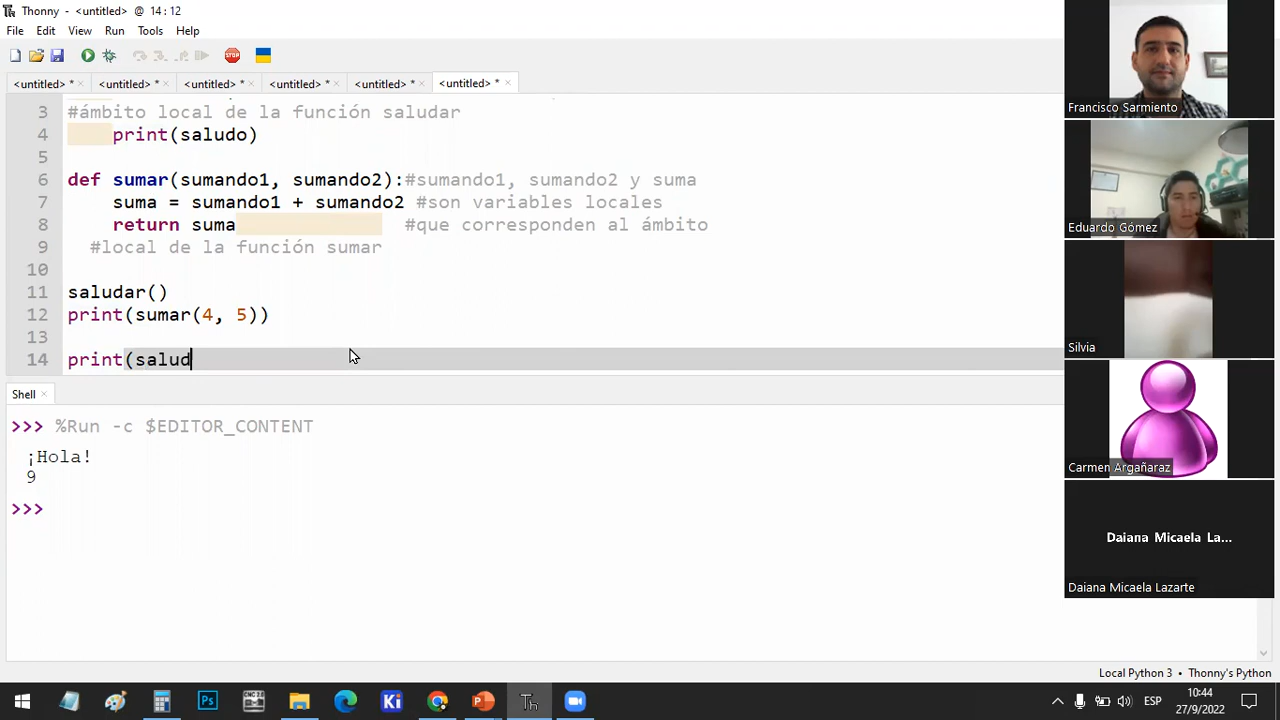 Thonny - <untitled> @ 14:12
File Edit View Run Tools Help
<untitled> * <untitled> * <untitled> * <untitled> * <untitled> * <untitled> *
3 #ámbito local de la función saludar
4 print(saludo)
5
6 def sumar(sumando1, sumando2):#sumando1, sumando2 y suma
7 suma = sumando1 + sumando2 #son variables locales
8 return suma #que corresponden al ámbito
9 #local de la función sumar
10
11 saludar()
12 print(sumar(4, 5))
13
14 print(salud
Shell
>>> %Run -c $EDITOR_CONTENT
¡Hola!
9
>>>
Francisco Sarmiento
Eduardo Gómez
Silvia
Carmen Argañaraz
Daiana Micaela La...
Daiana Micaela Lazarte
Local Python 3 • Thonny's Python
Ps
Ki
Th
ESP
10:44
27/9/2022